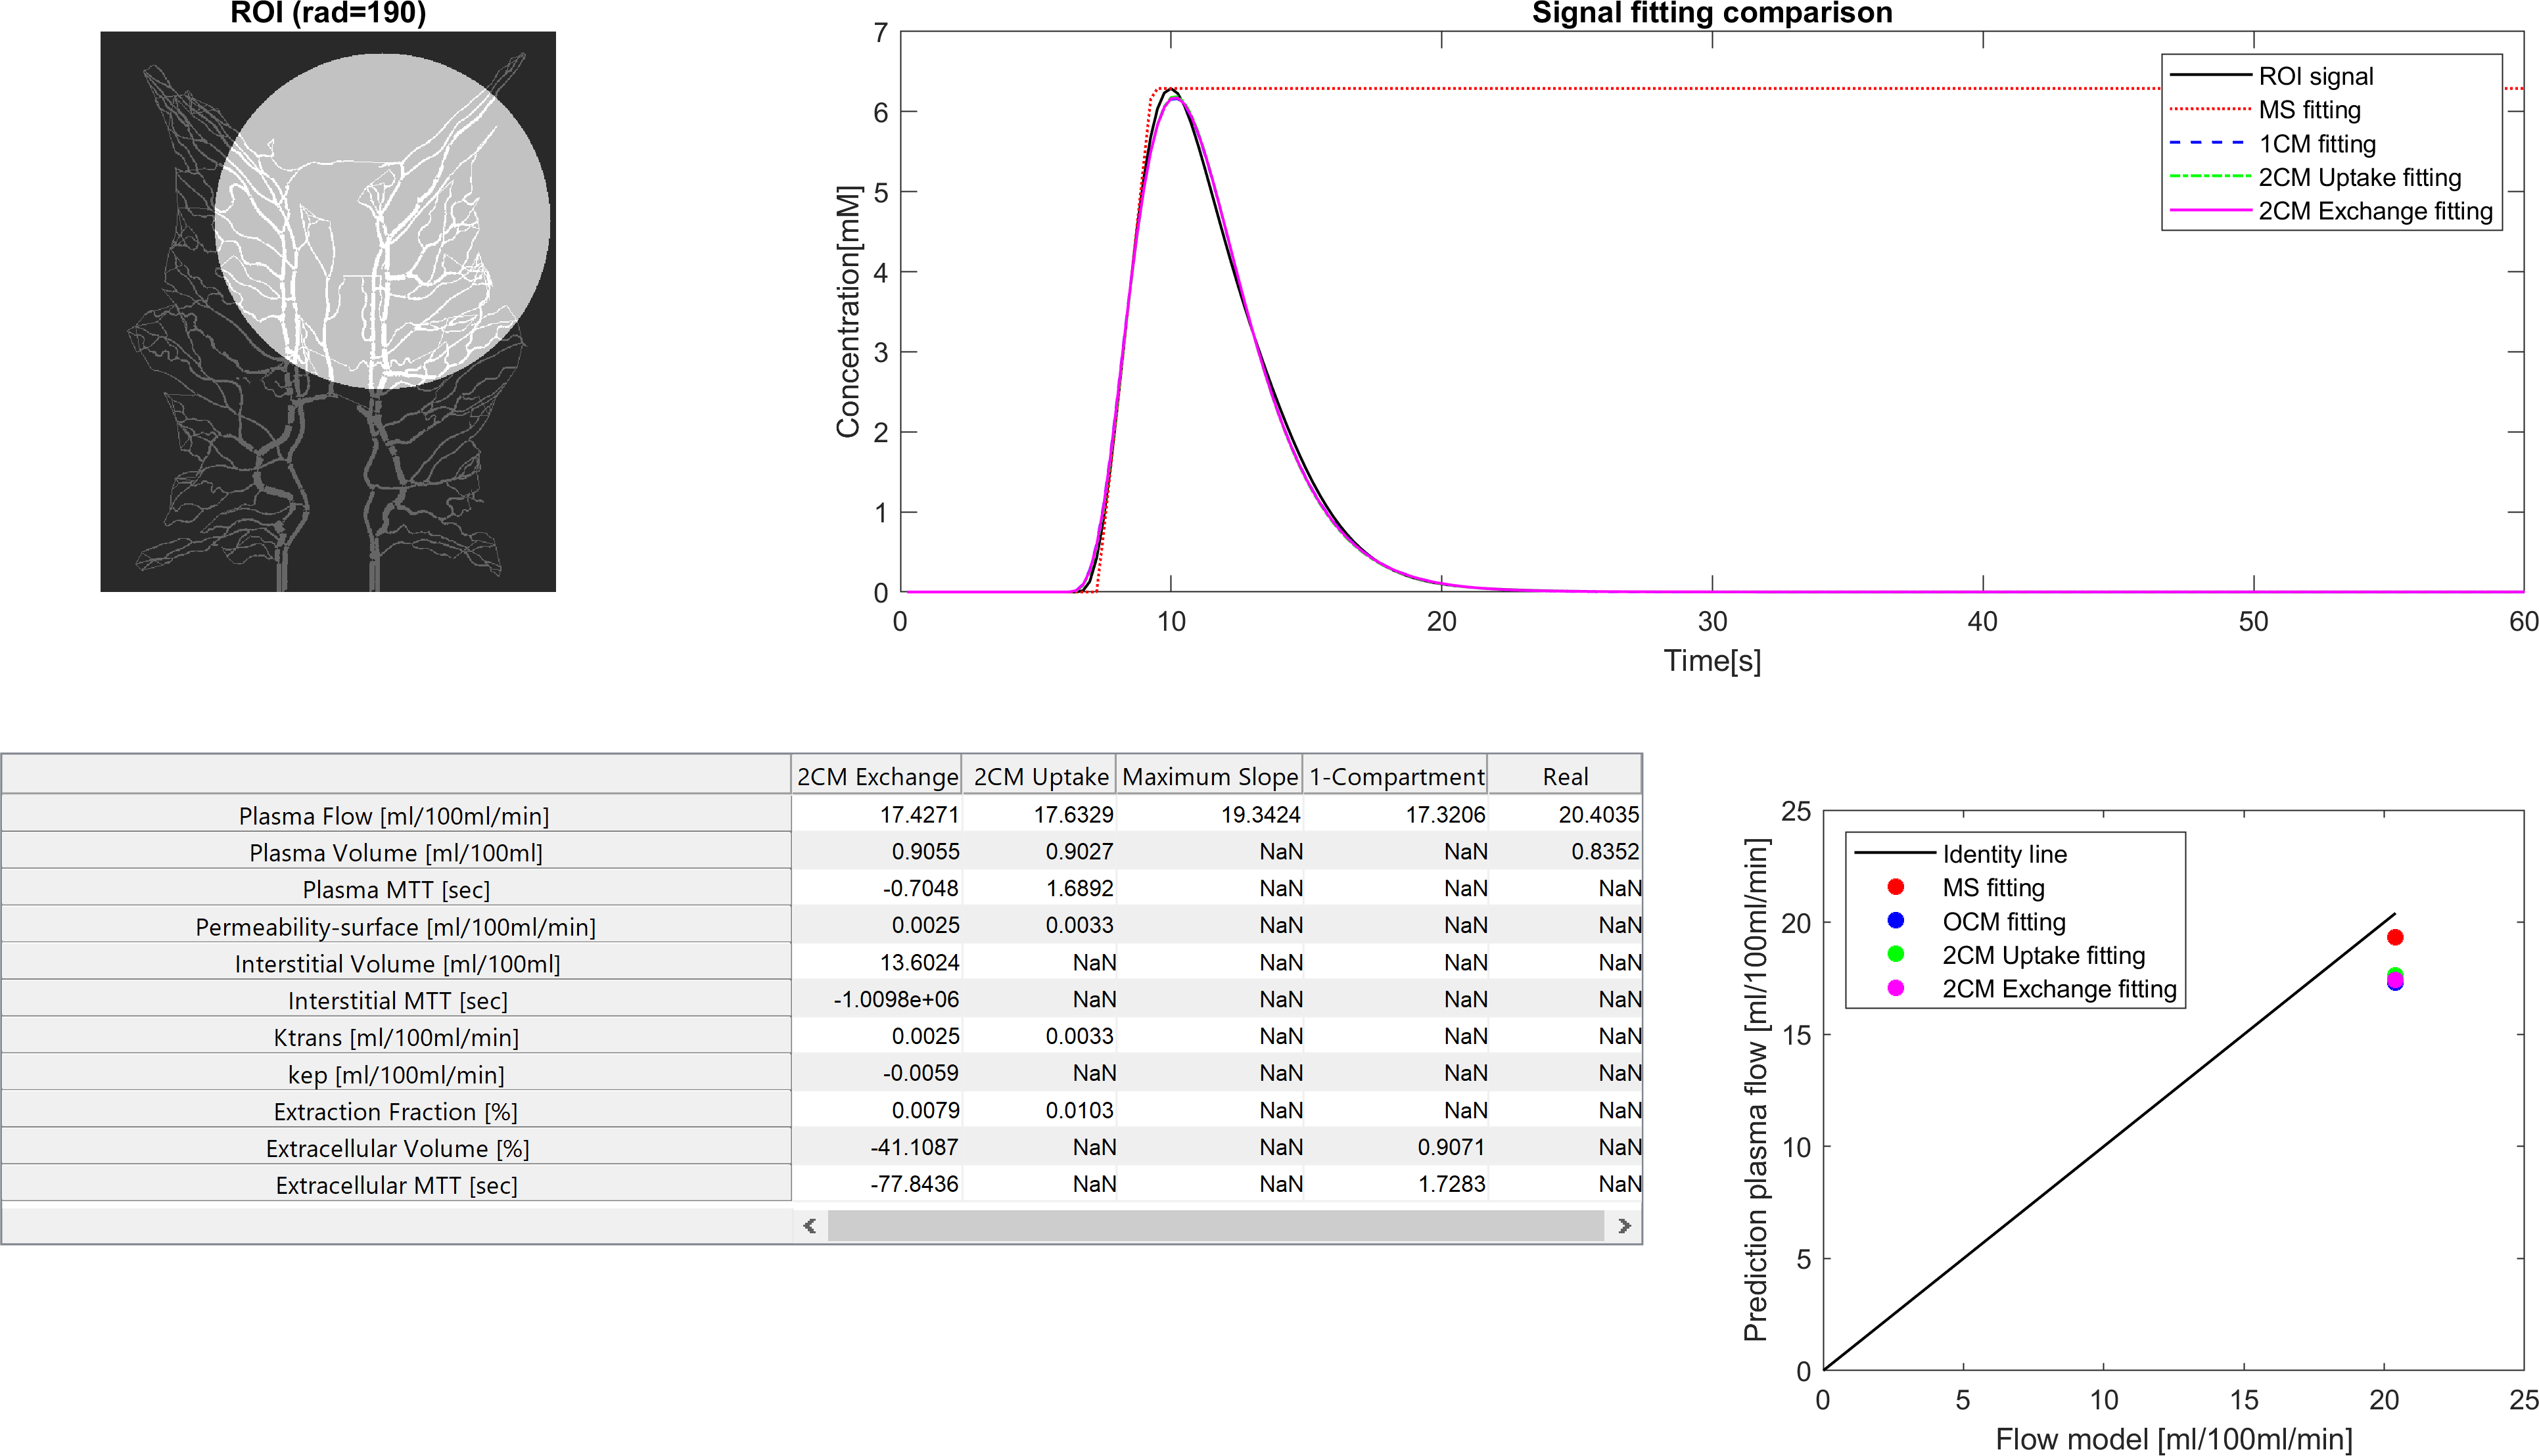 ROI (rad=190)
Signal fitting comparison
7
6
5
4
3
2
1
0
Concentration[mM]
0 10 20 30 40 50 60
Time[s]
ROI signal
MS fitting
1CM fitting
2CM Uptake fitting
2CM Exchange fitting
2CM Exchange 2CM Uptake Maximum Slope 1-Compartment Real
Plasma Flow [ml/100ml/min] 17.4271 17.6329 19.3424 17.3206 20.4035
Plasma Volume [ml/100ml] 0.9055 0.9027 NaN NaN 0.8352
Plasma MTT [sec] -0.7048 1.6892 NaN NaN NaN
Permeability-surface [ml/100ml/min] 0.0025 0.0033 NaN NaN NaN
Interstitial Volume [ml/100ml] 13.6024 NaN NaN NaN NaN
Interstitial MTT [sec] -1.0098e+06 NaN NaN NaN NaN
Ktrans [ml/100ml/min] 0.0025 0.0033 NaN NaN NaN
kep [ml/100ml/min] -0.0059 NaN NaN NaN NaN
Extraction Fraction [%] 0.0079 0.0103 NaN NaN NaN
Extracellular Volume [%] -41.1087 NaN NaN 0.9071 NaN
Extracellular MTT [sec] -77.8436 NaN NaN 1.7283 NaN
25
20
15
10
5
0
Prediction plasma flow [ml/100ml/min]
Identity line
MS fitting
OCM fitting
2CM Uptake fitting
2CM Exchange fitting
0 5 10 15 20 25
Flow model [ml/100ml/min]